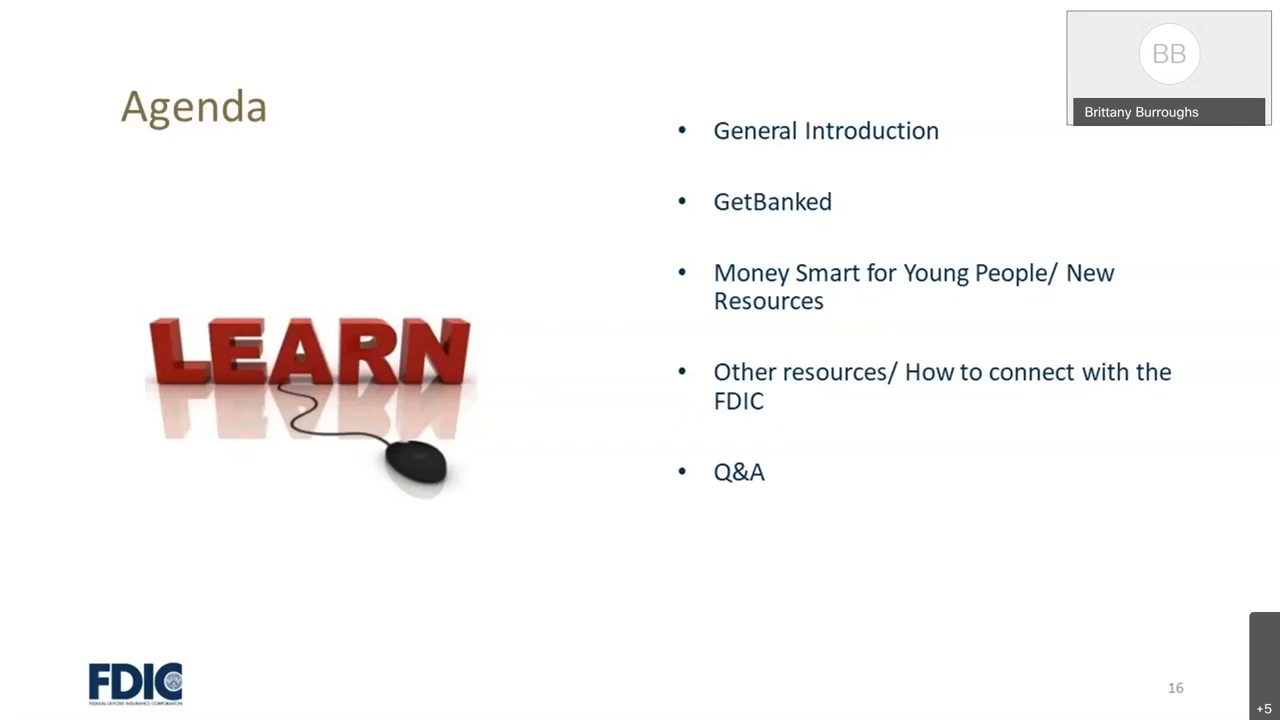 BB
Brittany Burroughs
Agenda
• General Introduction
• GetBanked
• Money Smart for Young People/ New
Resources
• Other resources/ How to connect with the
FDIC
• Q&A
LEARN
FDIC
FEDERAL DEPOSIT INSURANCE CORPORATION
16
+5